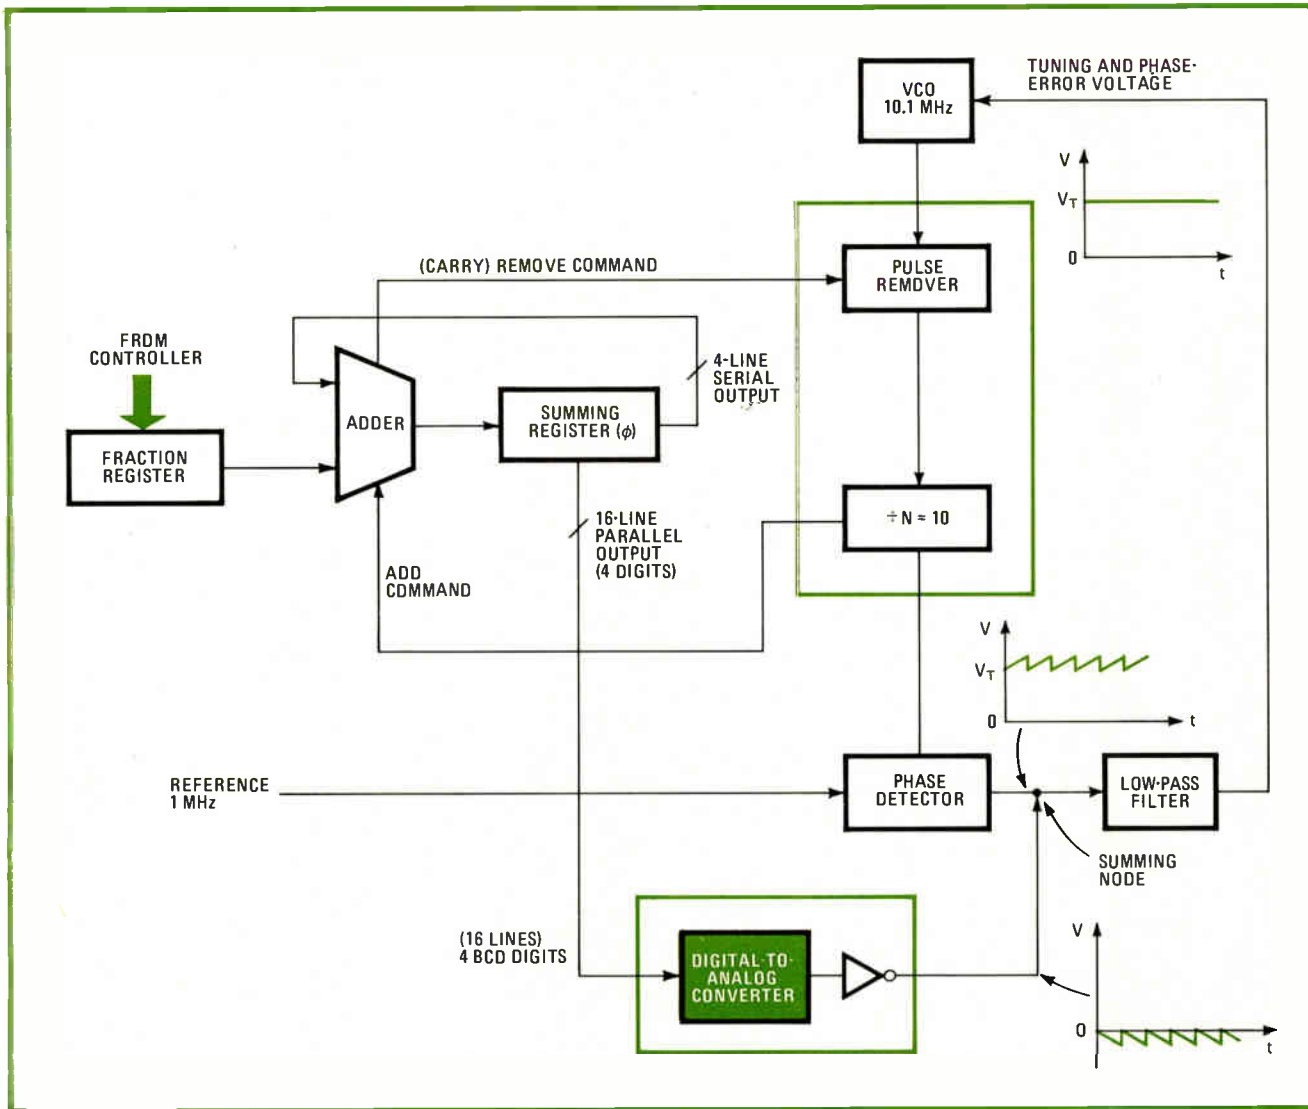 VCO
10.1 MHz
TUNING AND PHASE-
ERROR VOLTAGE
V
VT
0
t
(CARRY) REMOVE COMMAND
PULSE
REMDVER
FRDM
CONTROLLER
4-LINE
SERIAL
OUTPUT
ADDER
SUMMING
REGISTER (ϕ)
FRACTION
REGISTER
÷ N = 10
16-LINE
PARALLEL
OUTPUT
(4 DIGITS)
ADD
COMMAND
V
VT
0
t
REFERENCE
1 MHz
PHASE
DETECTOR
LOW-PASS
FILTER
SUMMING
NODE
(16 LINES)
4 BCD DIGITS
DIGITAL-TO-
ANALOG
CONVERTER
V
0
t